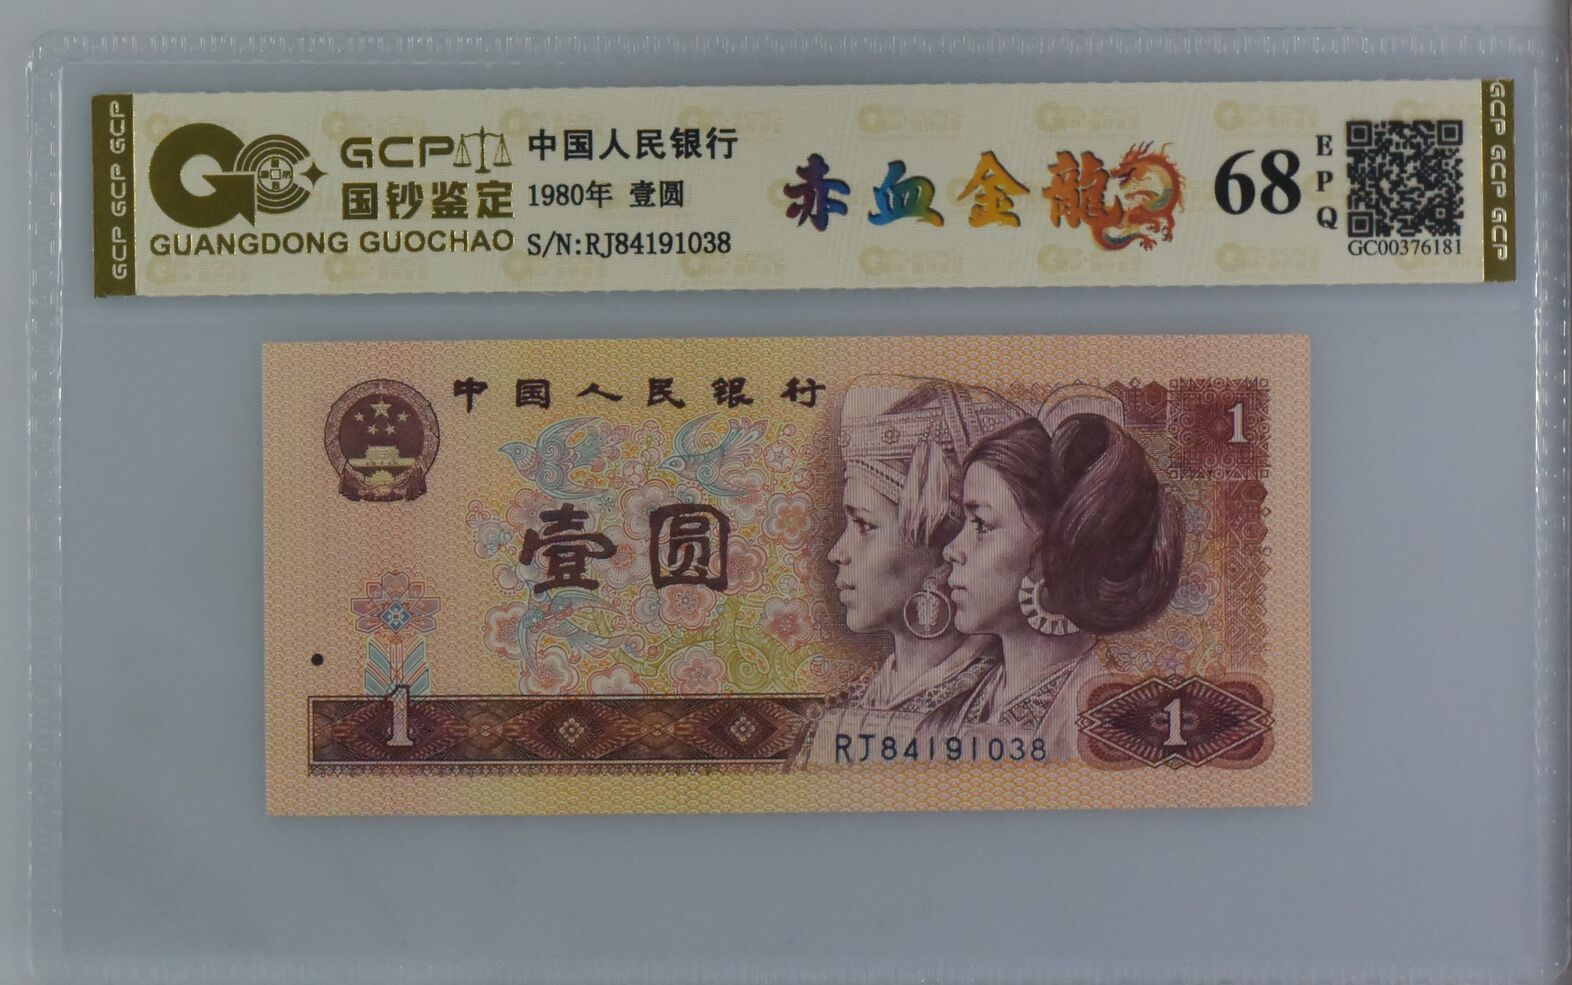 GCP GCP GCP
GCP
国钞鉴定
GUANGDONG GUOCHAO
中国人民银行
1980年 壹圆
S/N:RJ84191038
赤血金龍
68
EPQ
GC00376181
GCP GCP GCP
中国人民银行
1
壹圆
1
RJ84191038
1